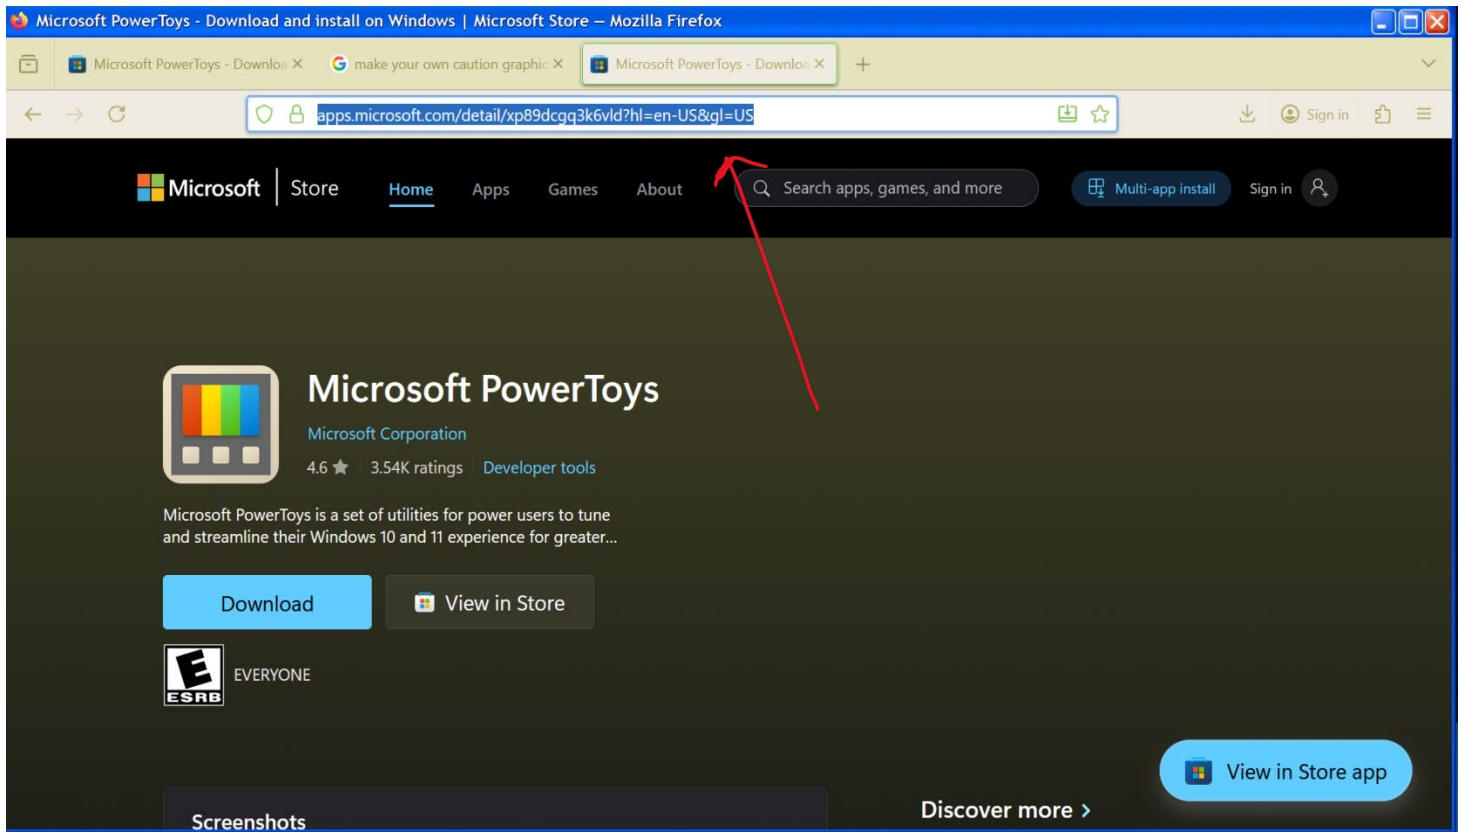 Microsoft PowerToys - Download and install on Windows | Microsoft Store — Mozilla Firefox
Microsoft PowerToys - Downloa
make your own caution graphic
Microsoft PowerToys - Downloa
apps.microsoft.com/detail/xp89dcgq3k6vld?hl=en-US&gl=US
Sign in
Microsoft | Store
Home
Apps
Games
About
Search apps, games, and more
Multi-app install
Sign in
Microsoft PowerToys
Microsoft Corporation
4.6 ★ | 3.54K ratings | Developer tools
Microsoft PowerToys is a set of utilities for power users to tune
and streamline their Windows 10 and 11 experience for greater...
Download
View in Store
E
ESRB
EVERYONE
View in Store app
Screenshots
Discover more >